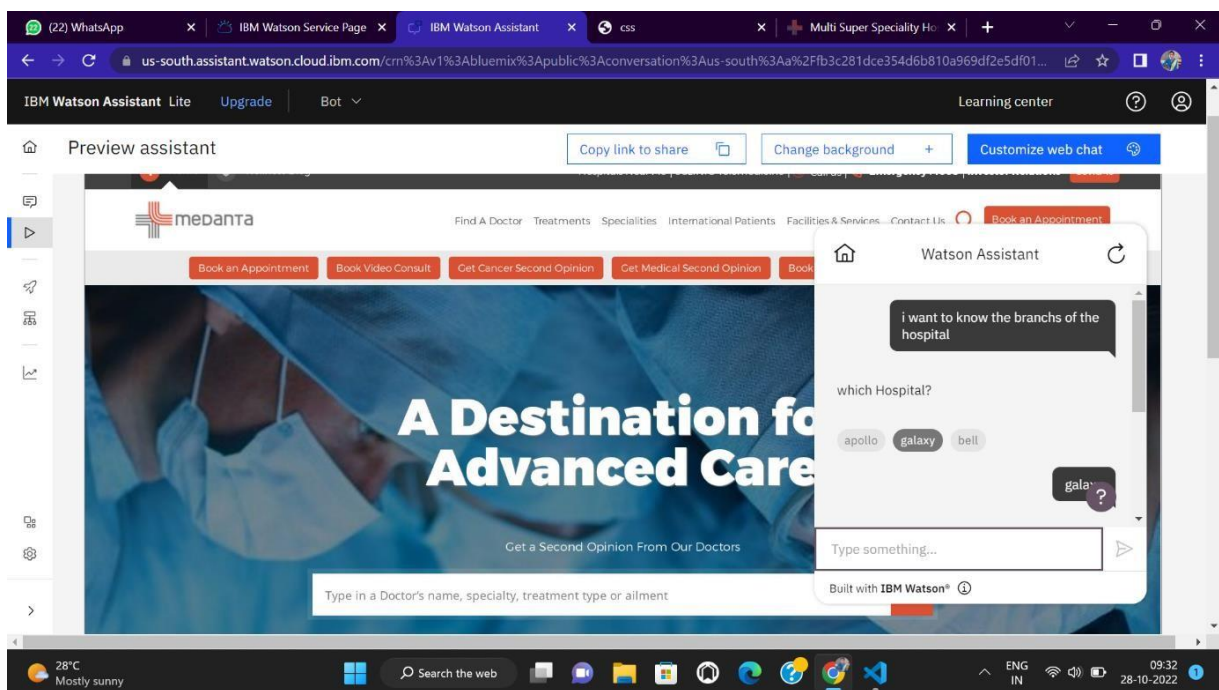 (22) WhatsApp
IBM Watson Service Page
IBM Watson Assistant
css
Multi Super Speciality Ho
us-south.assistant.watson.cloud.ibm.com/crn%3Av1%3Abluemix%3Apublic%3Aconversation%3Aus-south%3Aa%2Ffb3c281dce354d6b810a969df2e5df01...
IBM Watson Assistant Lite Upgrade Bot Learning center
Preview assistant Copy link to share Change background + Customize web chat
medanta
Find A Doctor Treatments Specialities International Patients Facilities & Services Contact Us Book an Appointment
Book an Appointment Book Video Consult Get Cancer Second Opinion Get Medical Second Opinion Book
A Destination fo
Advanced Care
Get a Second Opinion From Our Doctors
Type in a Doctor's name, specialty, treatment type or ailment
Watson Assistant
i want to know the branchs of the
hospital
which Hospital?
apollo galaxy bell
galaxy
?
Type something...
Built with IBM Watson®
28°C
Mostly sunny
Search the web
ENG
IN
09:32
28-10-2022
1